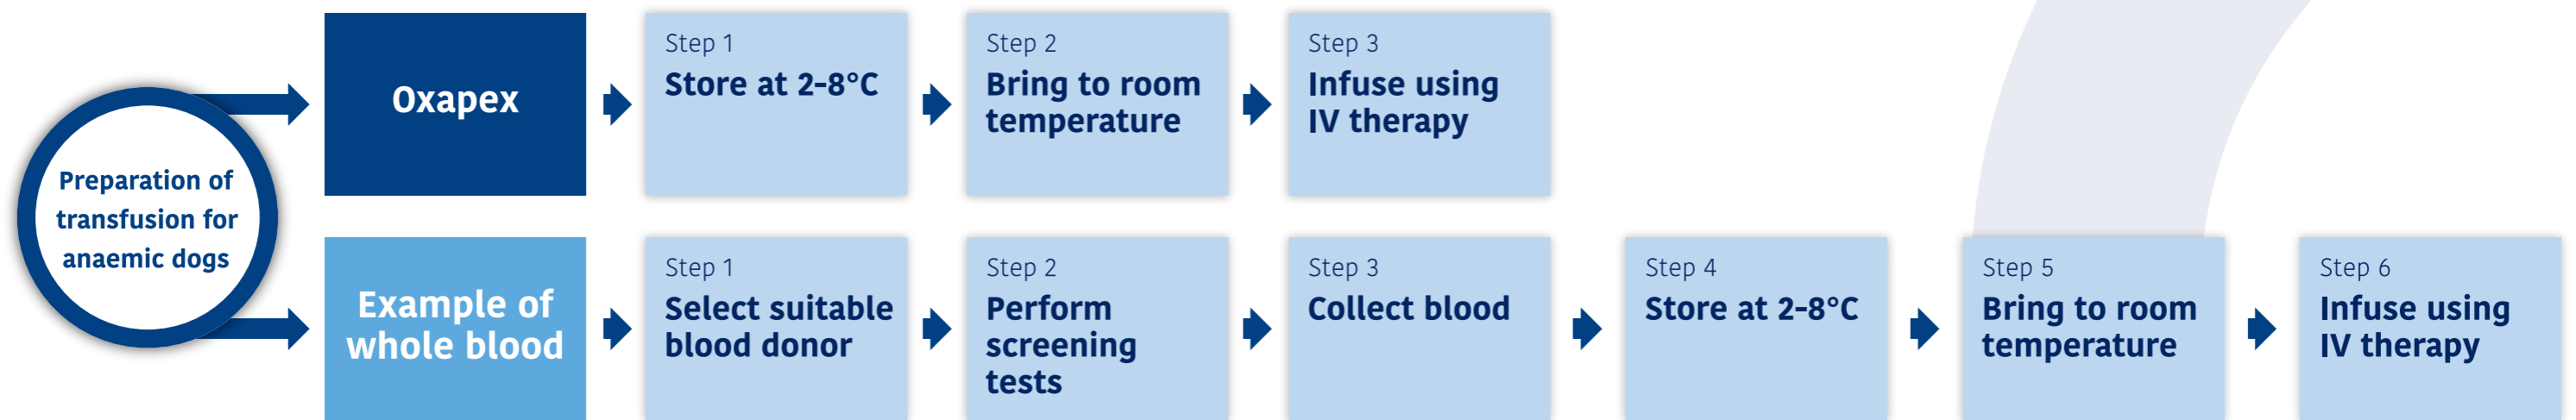 Preparation of
transfusion for
anaemic dogs
Oxapex
Step 1
Store at 2-8°C
Step 2
Bring to room
temperature
Step 3
Infuse using
IV therapy
Example of
whole blood
Step 1
Select suitable
blood donor
Step 2
Perform
screening
tests
Step 3
Collect blood
Step 4
Store at 2-8°C
Step 5
Bring to room
temperature
Step 6
Infuse using
IV therapy